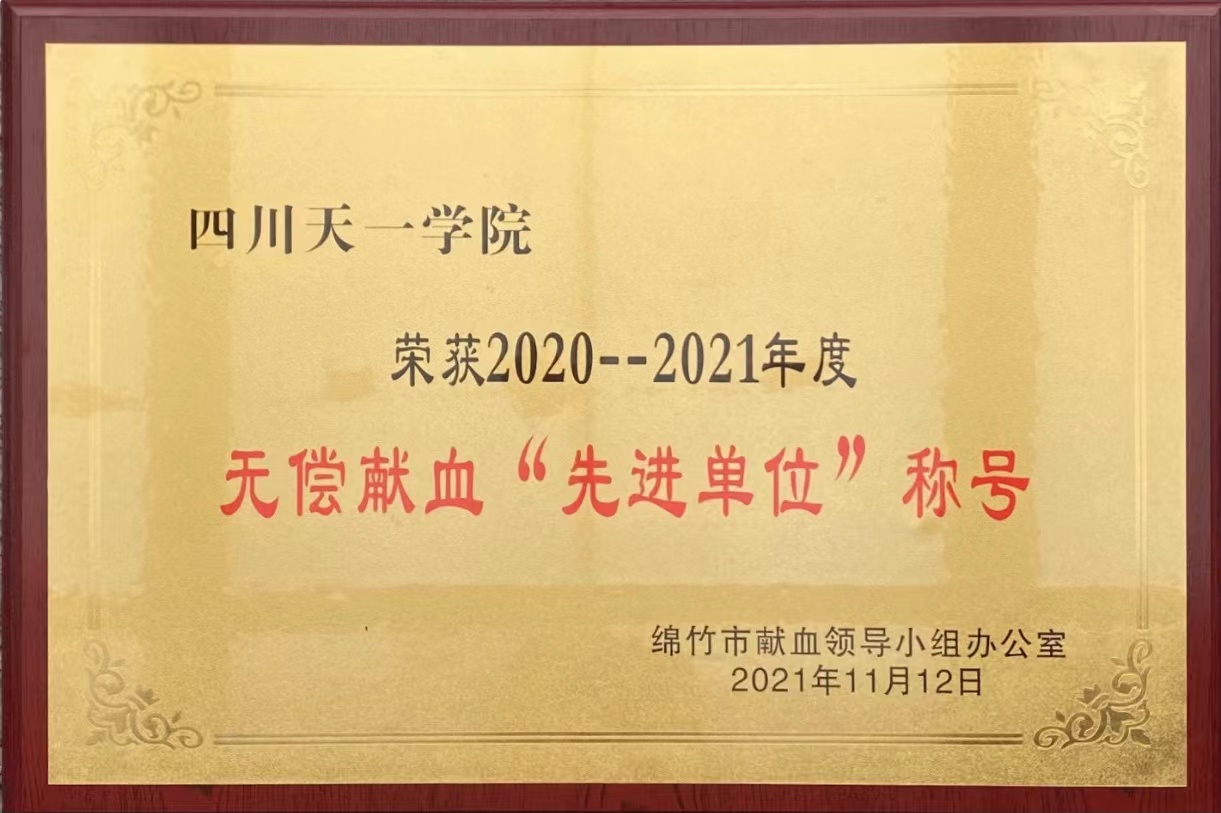 四川天一学院
荣获2020--2021年度
无偿献血“先进单位”称号
绵竹市献血领导小组办公室
2021年11月12日